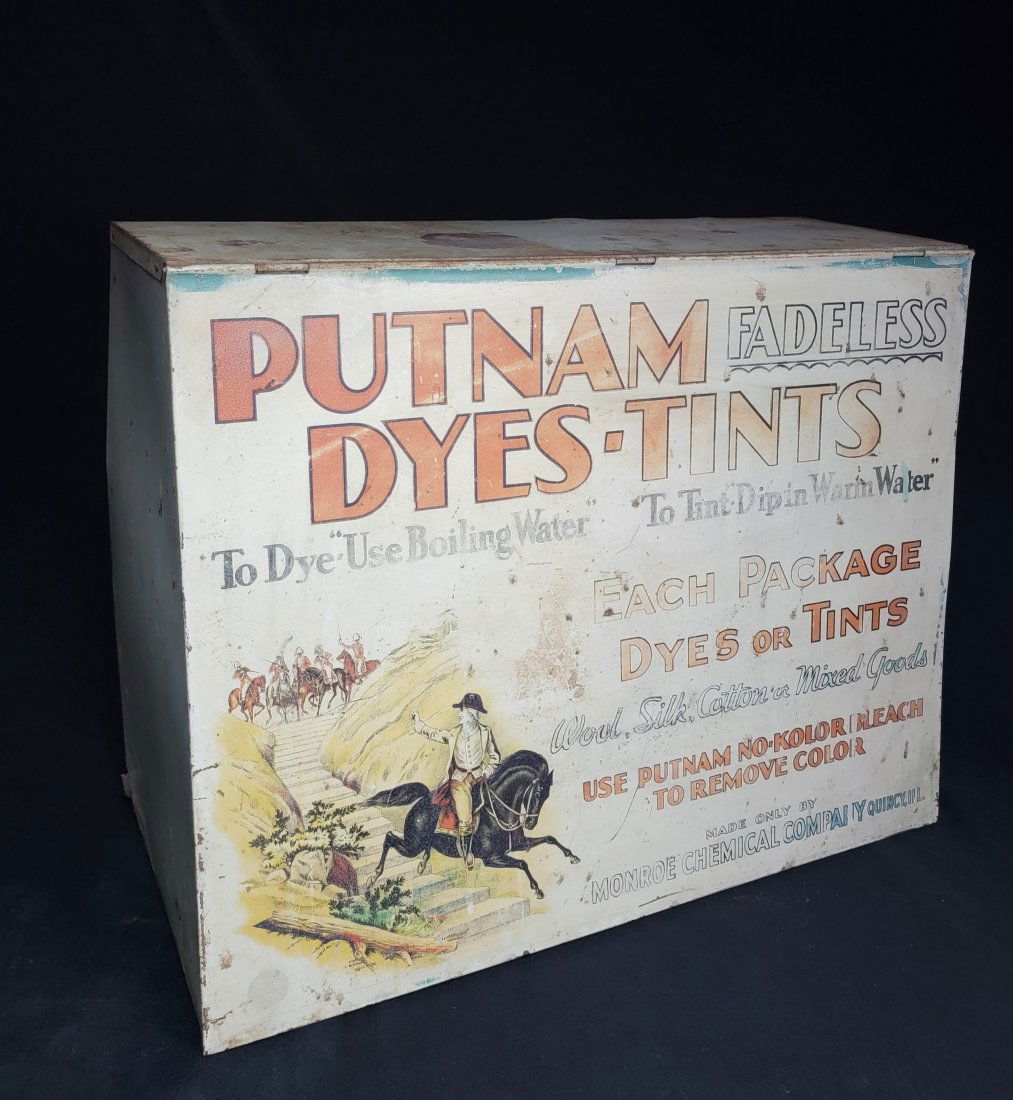 PUTNAM FADELESS
DYES·TINTS
"To Dye"-Use Boiling Water" "To Tint-Dip in Warm Water"
EACH PACKAGE
DYES OR TINTS
Wool, Silk, Cotton or Mixed Goods
USE PUTNAM NO-KOLOR BLEACH
TO REMOVE COLOR
MADE ONLY BY
MONROE CHEMICAL COMPANY QUINCY, ILL.